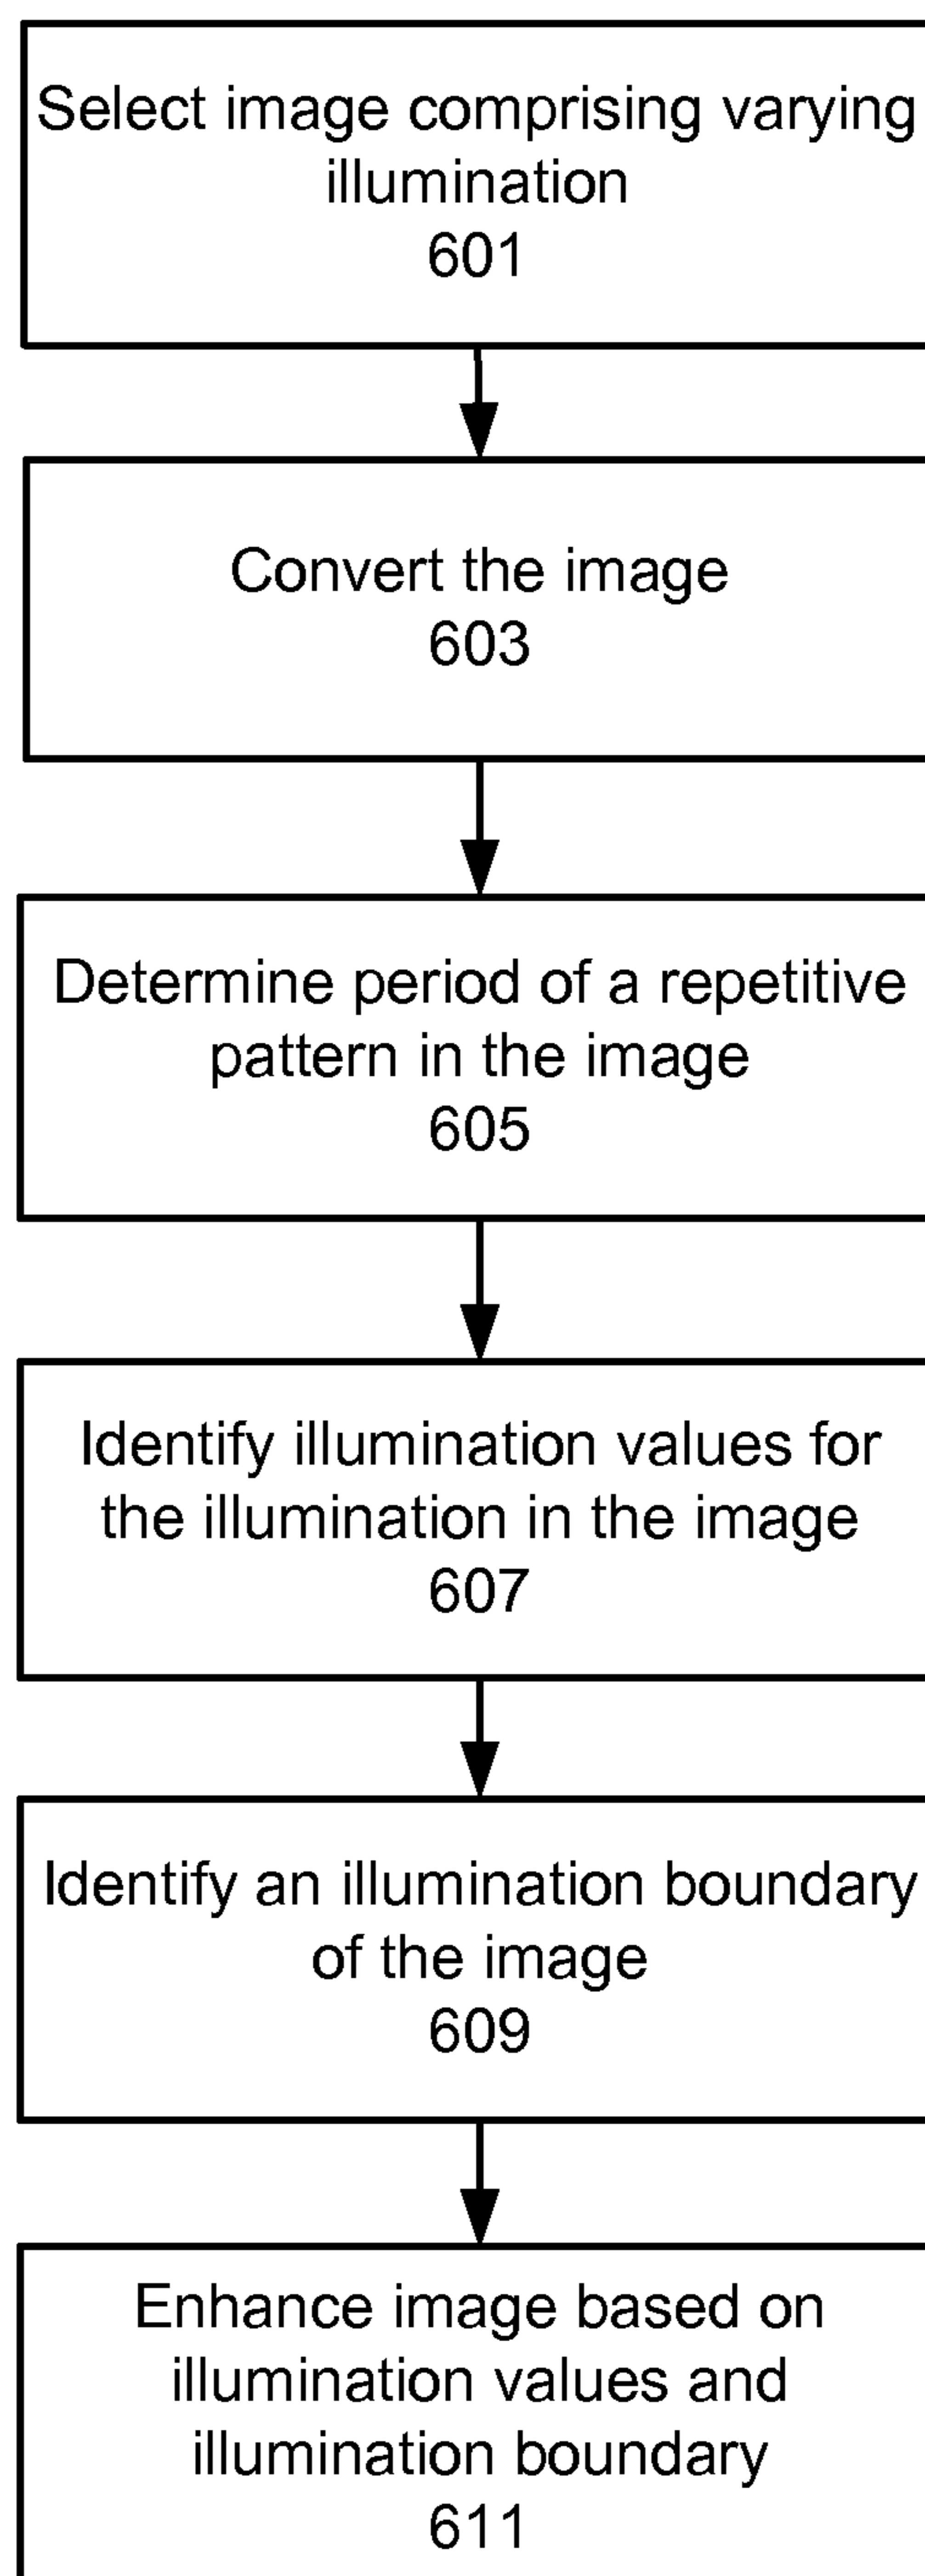 Select image comprising varying
illumination
601
Convert the image
603
Determine period of a repetitive
pattern in the image
605
Identify illumination values for
the illumination in the image
607
Identify an illumination boundary
of the image
609
Enhance image based on
illumination values and
illumination boundary
611